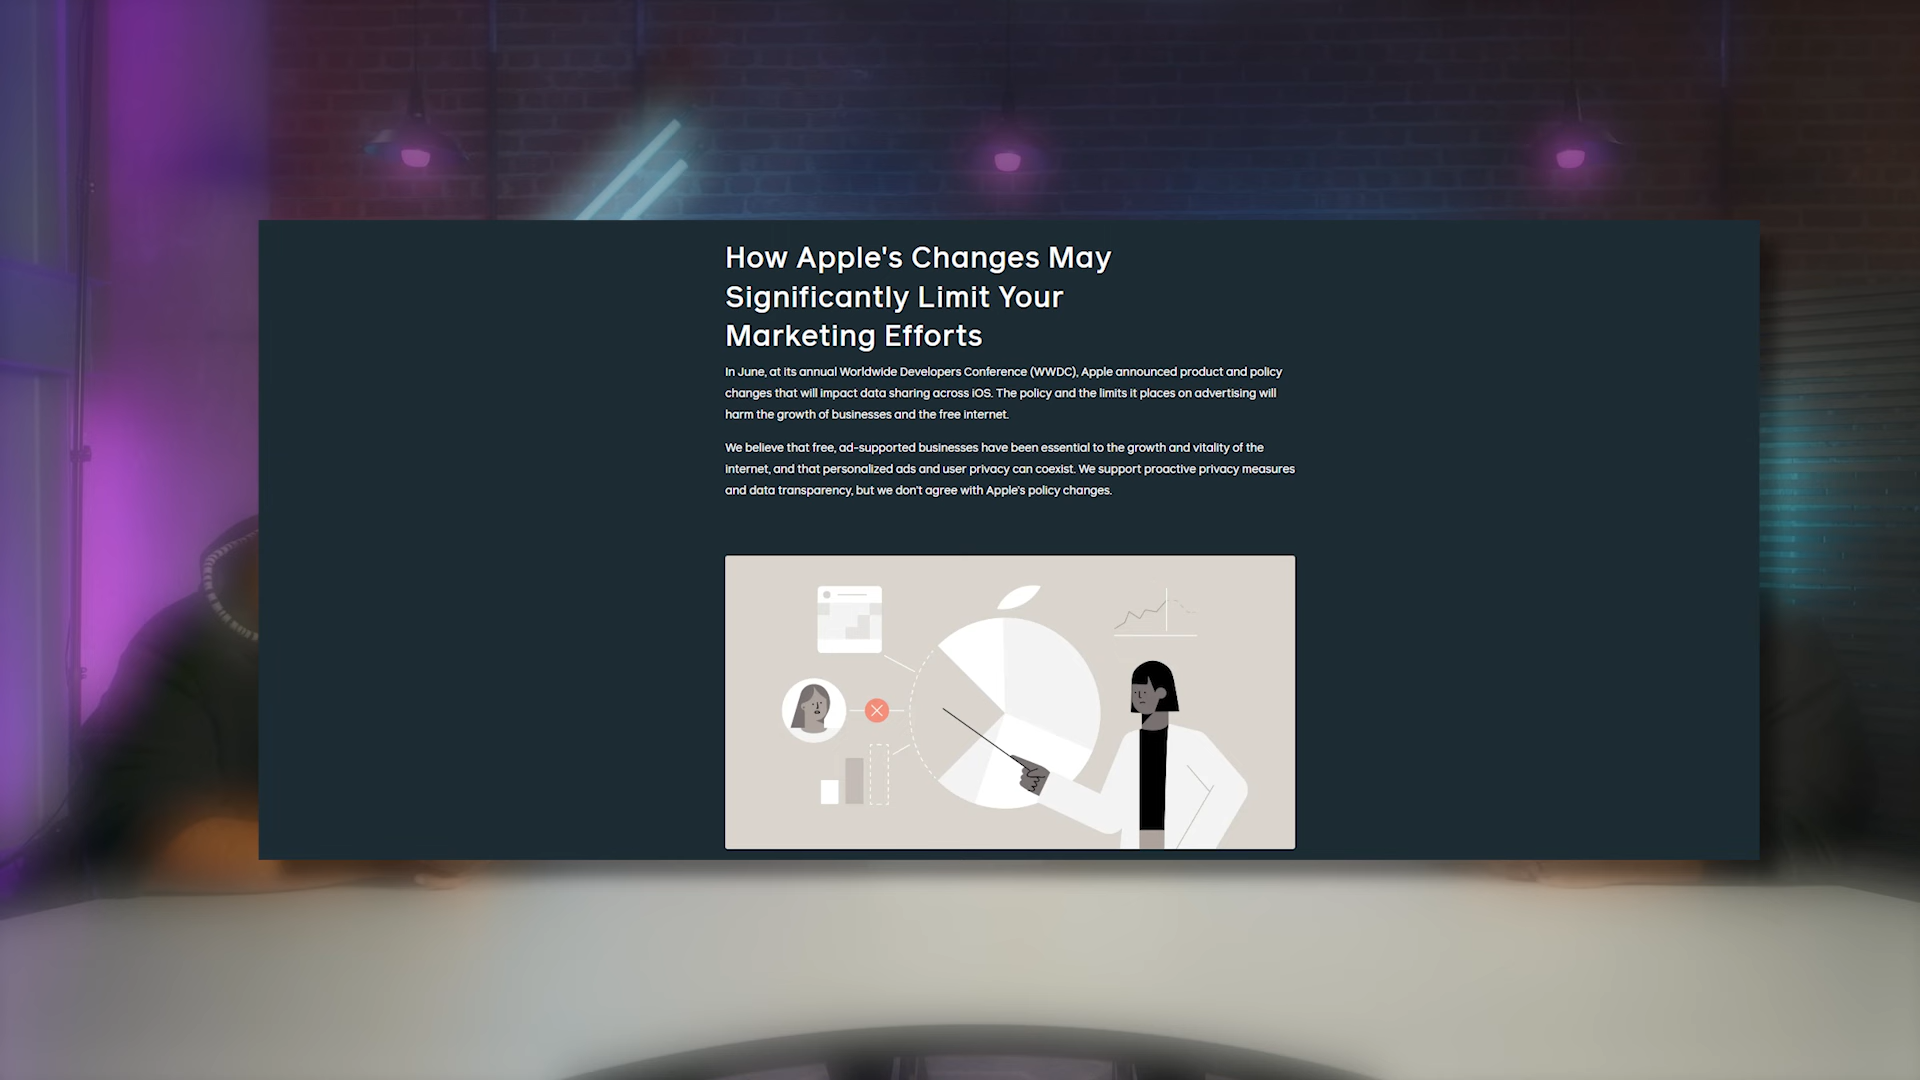 How Apple's Changes May
Significantly Limit Your
Marketing Efforts
In June, at its annual Worldwide Developers Conference (WWDC), Apple announced product and policy
changes that will impact data sharing across iOS. The policy and the limits it places on advertising will
harm the growth of businesses and the free internet.
We believe that free, ad-supported businesses have been essential to the growth and vitality of the
internet, and that personalized ads and user privacy can coexist. We support proactive privacy measures
and data transparency, but we don't agree with Apple's policy changes.